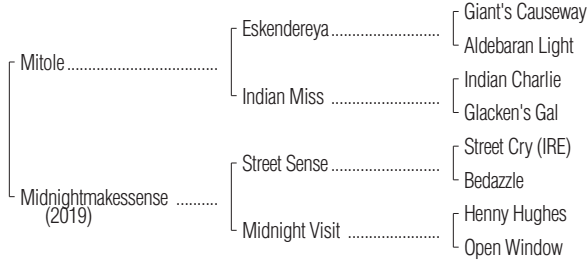 Giant's Causeway
Eskendereya
Aldebaran Light
Mitole
Indian Charlie
Indian Miss
Glacken's Gal
Street Cry (IRE)
Street Sense
Bedazzle
Midnightmakessense
(2019)
Henny Hughes
Midnight Visit
Open Window